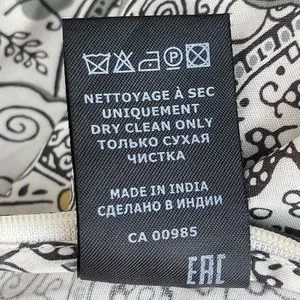 NETTOYAGE À SEC
UNIQUEMENT
DRY CLEAN ONLY
ТОЛЬКО СУХАЯ
ЧИСТКА
MADE IN INDIA
СДЕЛАНО В ИНДИИ
CA 00985
EAC